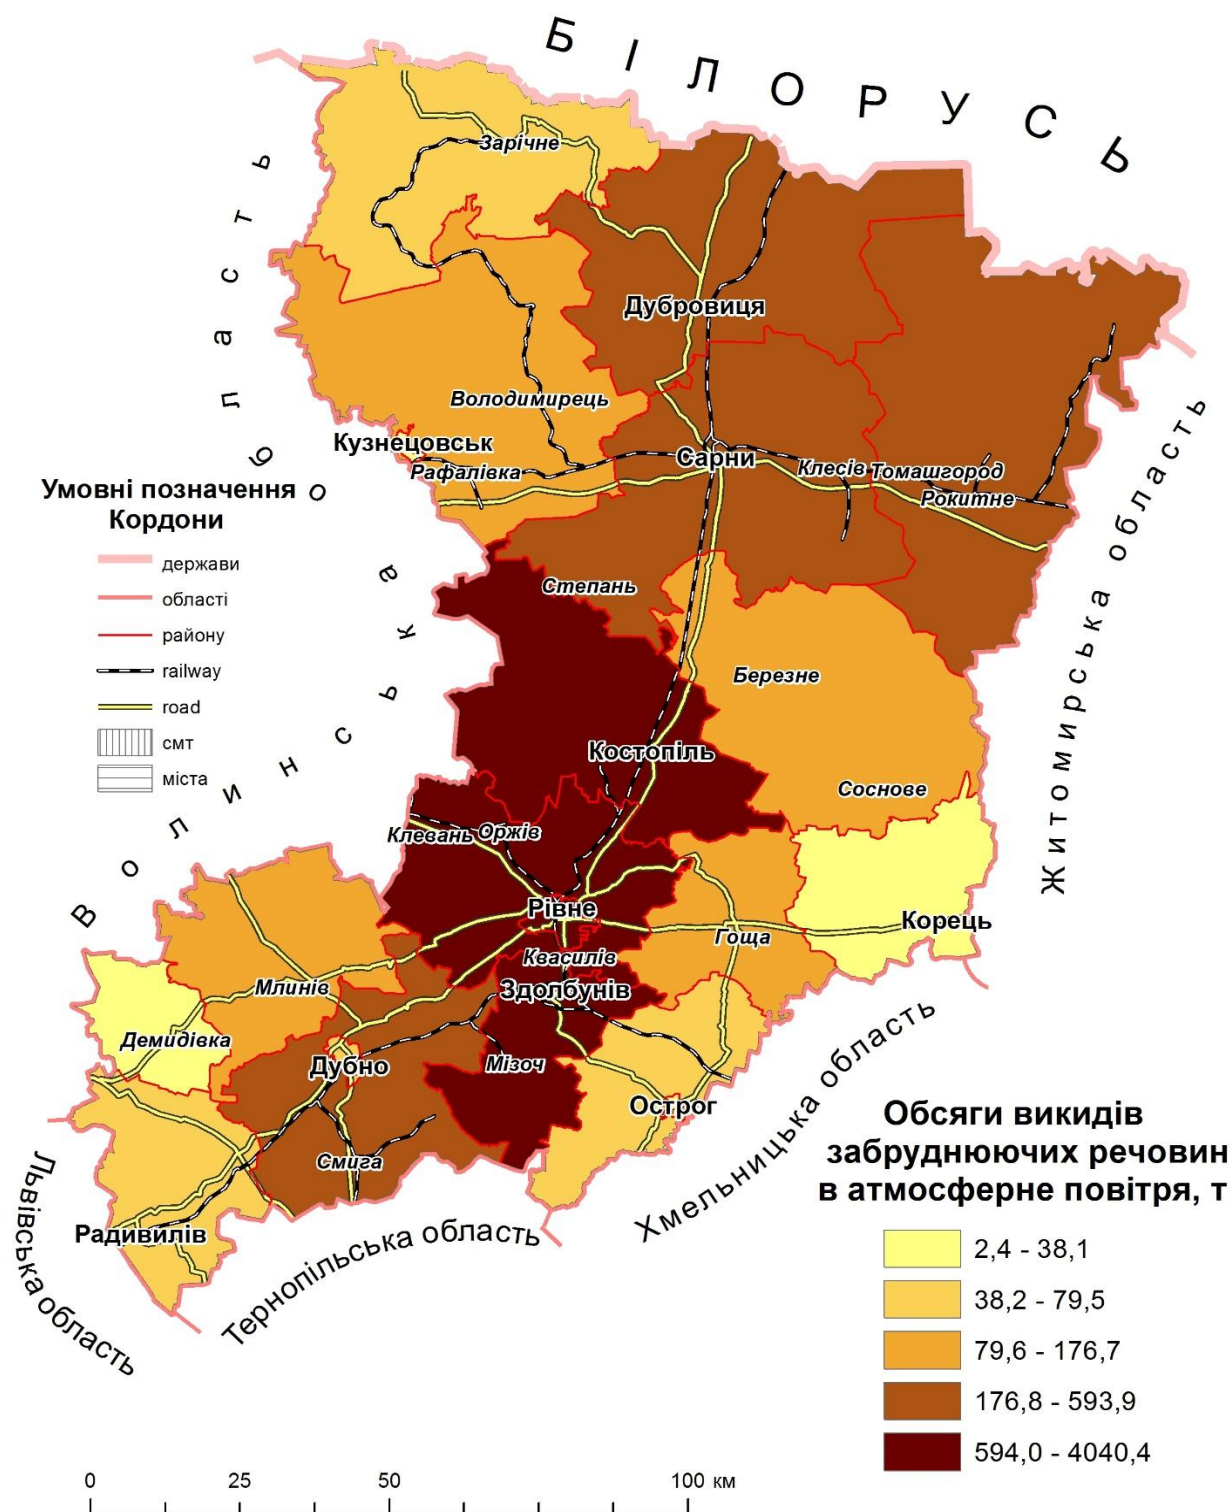 БІЛОРУСЬ
Волинська область
Зарічне
Дубровиця
Володимирець
Кузнецовськ
Рафалівка
Сарни
Клесів
Томашгород
Рокитне
Умовні позначення
Кордони
держави
області
району
railway
road
смт
міста
Степань
Березне
Костопіль
Соснове
Житомирська область
Клевань
Оржів
Рівне
Корець
Гоща
Квасилів
Здолбунів
Млинів
Демидівка
Дубно
Мізоч
Острог
Смига
Радивилів
Львівська область
Тернопільська область
Хмельницька область
Обсяги викидів
забруднюючих речовин
в атмосферне повітря, т
2,4 - 38,1
38,2 - 79,5
79,6 - 176,7
176,8 - 593,9
594,0 - 4040,4
0 25 50 100 км